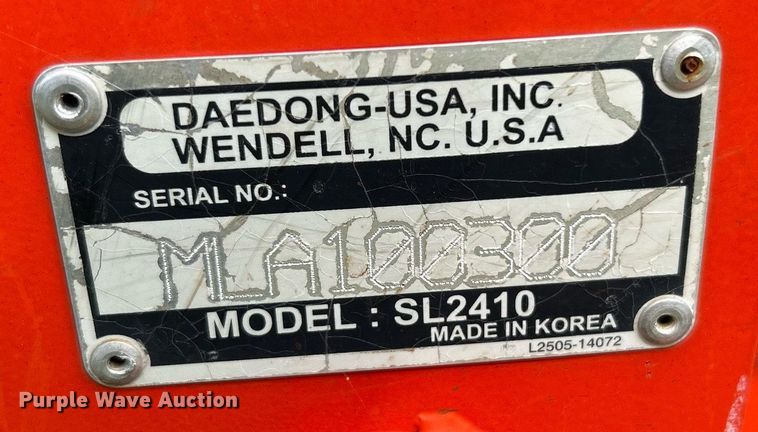 DAEDONG-USA, INC.
WENDELL, NC. U.S.A
SERIAL NO.:
MLA100300
MODEL : SL2410
MADE IN KOREA
L2505-14072
Purple Wave Auction